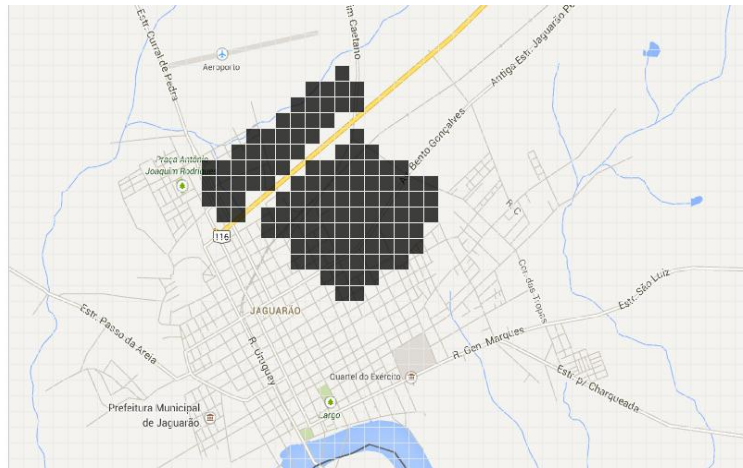 Estr. Curral de Pedra
im Caetano
Antiga Estr. Jaguarão
Aeroporto
Bento Gonçalves
Praça Antônio
Joaquim Rodrigu
116
R. C
Cor. dos Tropas
Estr. São Luiz
JAGUARÃO
Estr. Passo da Areia
R. Uruguay
R. Gen. Marques
Quartel do Exército
Estr. p/ Charqueada
Prefeitura Municipal
de Jaguarão
Largo